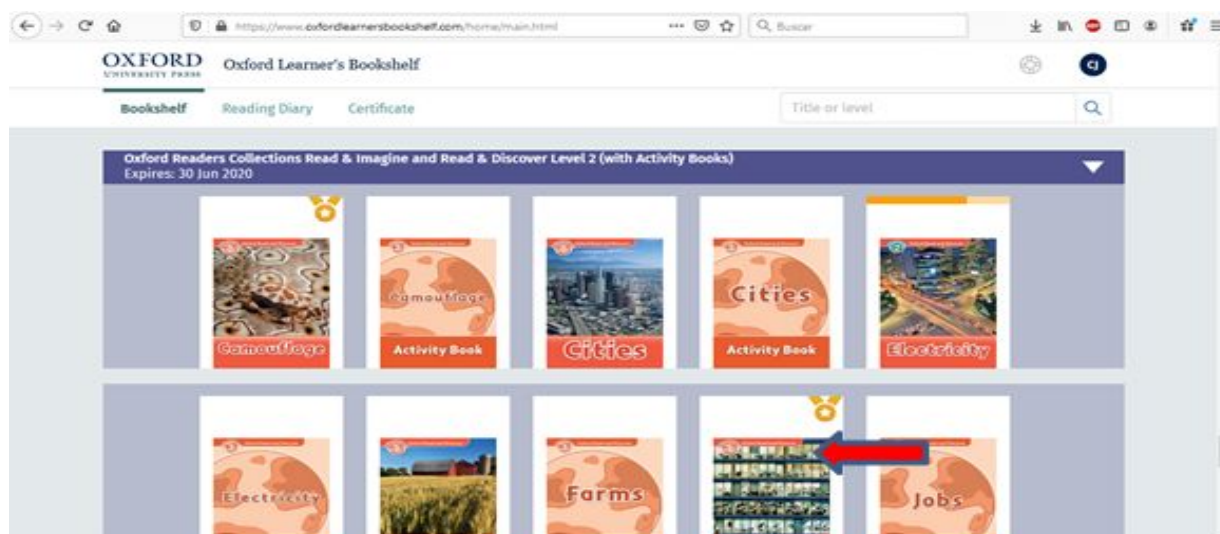 https://www.oxfordlearnersbookshelf.com/home/main.html
Buscar
OXFORD
UNIVERSITY PRESS
Oxford Learner's Bookshelf
CJ
Bookshelf
Reading Diary
Certificate
Title or level
Oxford Readers Collections Read & Imagine and Read & Discover Level 2 (with Activity Books)
Expires: 30 Jun 2020
Camouflage
Camouflage
Activity Book
Cities
Cities
Activity Book
2
Electricity
Electricity
Farms
Jobs